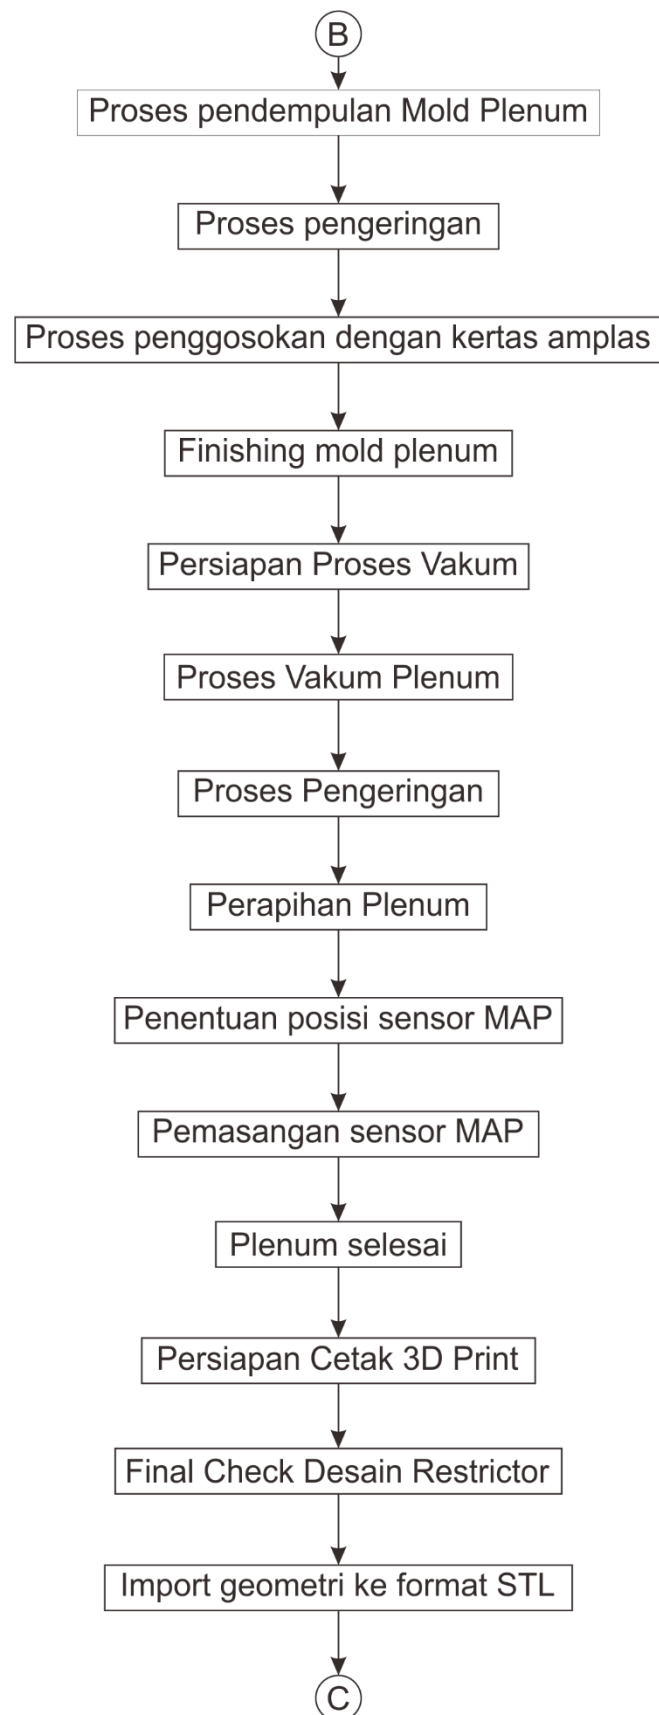 B
Proses pendempulan Mold Plenum
Proses pengeringan
Proses penggosokan dengan kertas amplas
Finishing mold plenum
Persiapan Proses Vakum
Proses Vakum Plenum
Proses Pengeringan
Perapihan Plenum
Penentuan posisi sensor MAP
Pemasangan sensor MAP
Plenum selesai
Persiapan Cetak 3D Print
Final Check Desain Restrictor
Import geometri ke format STL
C